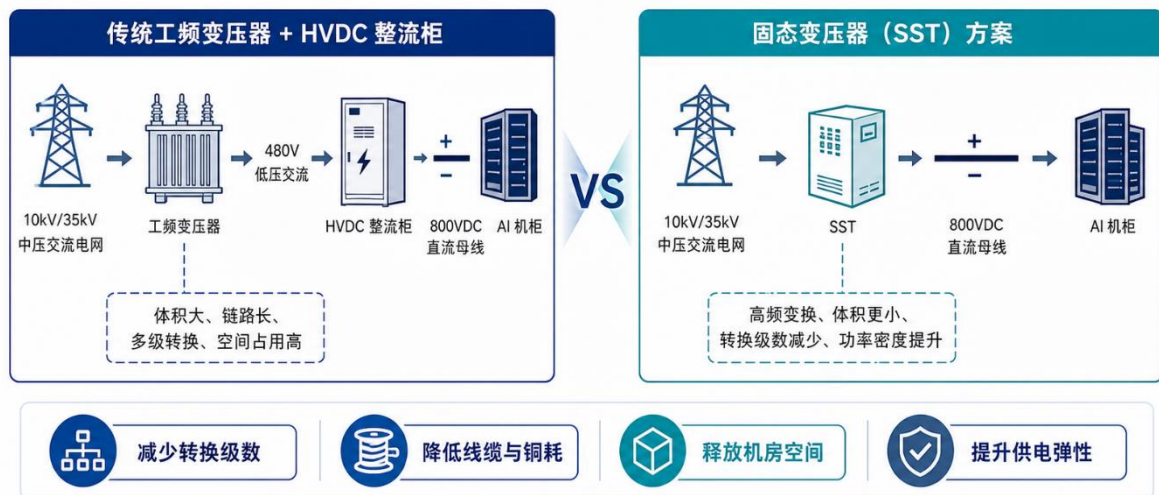 传统工频变压器 + HVDC 整流柜
10kV/35kV
中压交流电网
工频变压器
480V
低压交流
HVDC 整流柜
+
−
800VDC
直流母线
AI 机柜
体积大、链路长、
多级转换、空间占用高
VS
固态变压器（SST）方案
10kV/35kV
中压交流电网
SST
+
−
800VDC
直流母线
AI 机柜
高频变换、体积更小、
转换级数减少、功率密度提升
减少转换级数
降低线缆与铜耗
释放机房空间
提升供电弹性